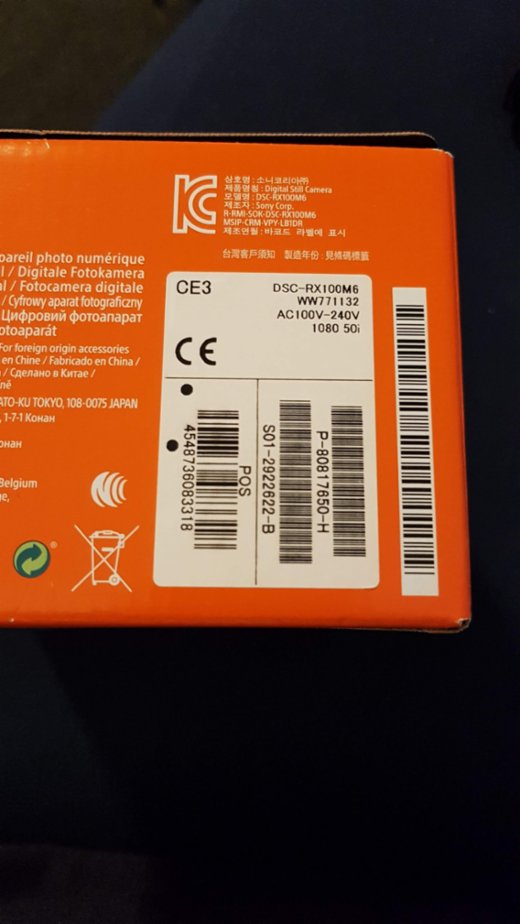 상호명 : 소니코리아㈜
제품명칭 : Digital Still Camera
모델명 : DSC-RX100M6
제조자 : Sony Corp.
R-RMI-SOK-DSC-RX100M6
MSIP-CRM-VPY-LB1DR
제조연월 : 바코드 라벨에 표시
台灣客戶須知 製造年份 : 見條碼標籤
pareil photo numérique
l / Digitale Fotokamera
al / Fotocamera digitale
/ Cyfrowy aparat fotograficzny
Цифровий фотоапарат
otoaparát
For foreign origin accessories
en Chine / Fabricado en China /
/ Сделано в Китае /
ně
ATO-KU TOKYO, 108-0075 JAPAN
, 1-7-1 Конан
онан
Belgium
ne,
CE3
DSC-RX100M6
WW771132
AC100V-240V
1080 50i
CE
POS
4548736083318
S01-2922622-B
P-80817650-H